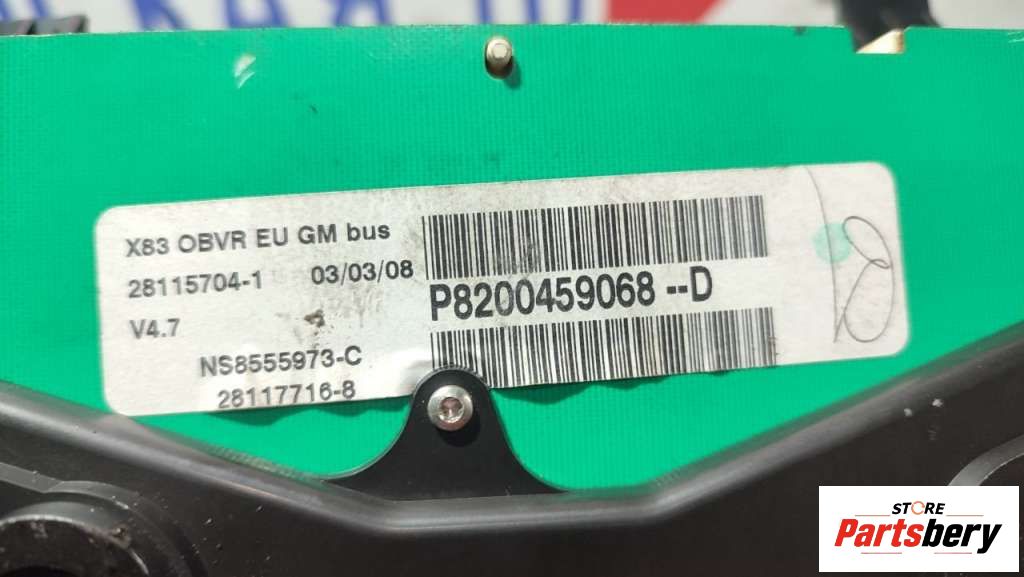 X83 OBVR EU GM bus
28115704-1 03/03/08
V4.7
P8200459068--D
NS8555973-C
28117716-8
STORE
Partsbery